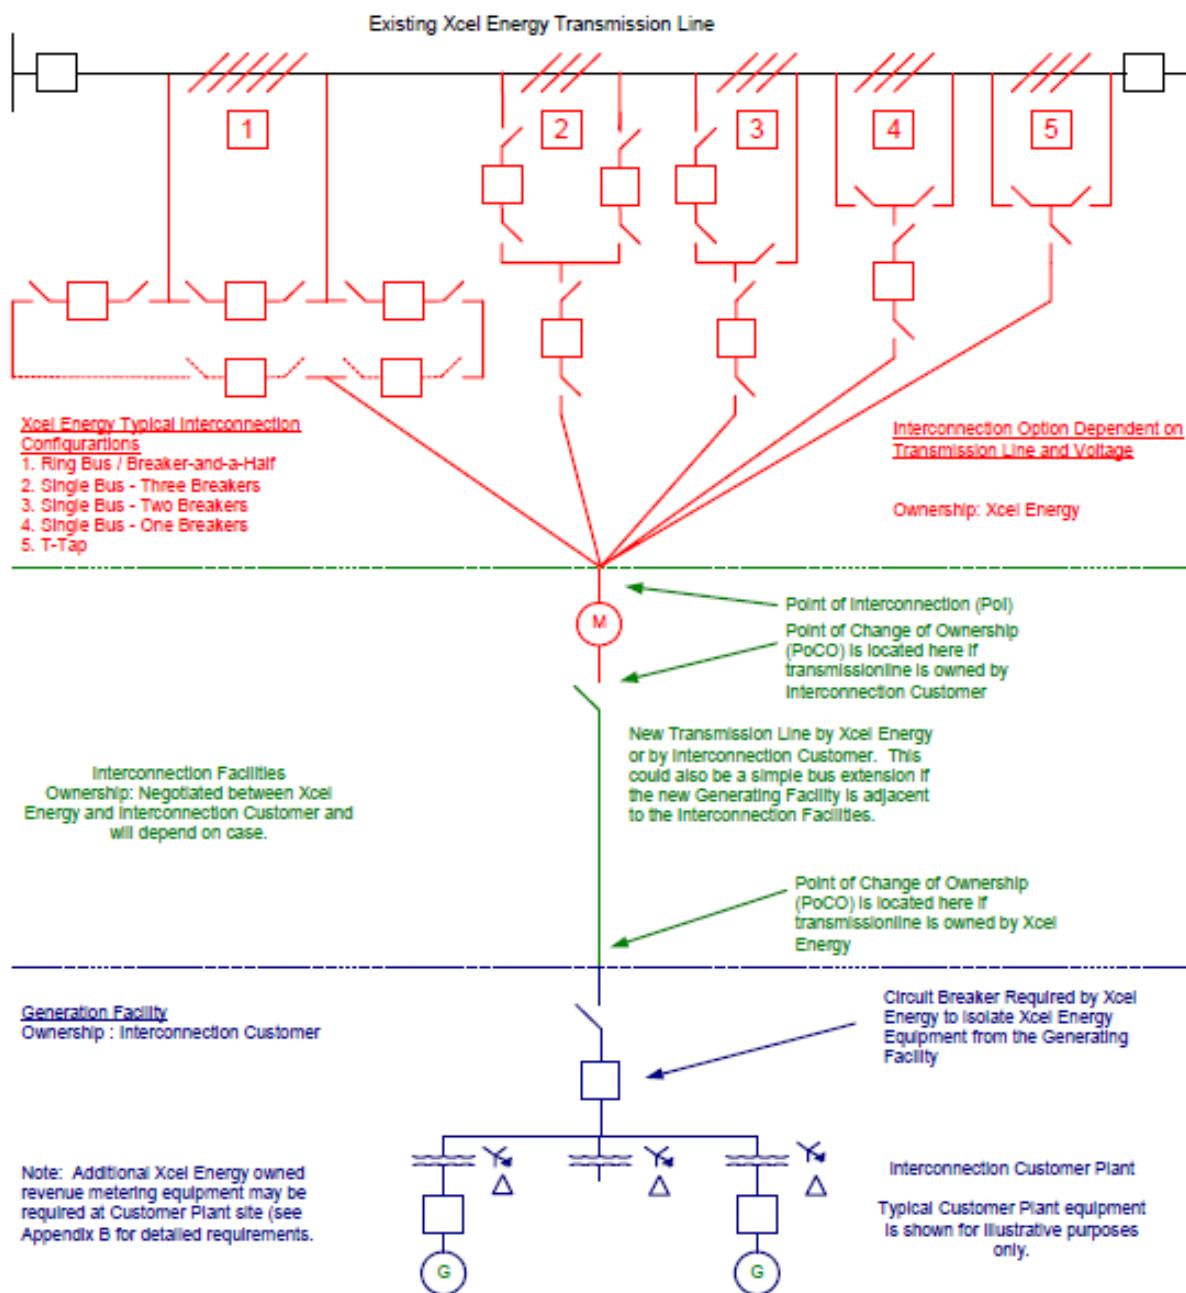 Existing Xcel Energy Transmission Line
1
2
3
4
5
Xcel Energy Typical Interconnection
Configurartions
1. Ring Bus / Breaker-and-a-Half
2. Single Bus - Three Breakers
3. Single Bus - Two Breakers
4. Single Bus - One Breakers
5. T-Tap
Interconnection Option Dependent on
Transmission Line and Voltage
Ownership: Xcel Energy
Point of Interconnection (PoI)
M
Point of Change of Ownership
(PoCO) is located here if
transmissionline is owned by
Interconnection Customer
New Transmission Line by Xcel Energy
or by Interconnection Customer.  This
could also be a simple bus extension if
the new Generating Facility is adjacent
to the Interconnection Facilities.
Interconnection Facilities
Ownership: Negotiated between Xcel
Energy and Interconnection Customer and
will depend on case.
Point of Change of Ownership
(PoCO) is located here if
transmissionline is owned by Xcel
Energy
Generation Facility
Ownership : Interconnection Customer
Circuit Breaker Required by Xcel
Energy to Isolate Xcel Energy
Equipment from the Generating
Facility
Note:  Additional Xcel Energy owned
revenue metering equipment may be
required at Customer Plant site (see
Appendix B for detailed requirements.
Interconnection Customer Plant
Typical Customer Plant equipment
is shown for illustrative purposes
only.
G
G